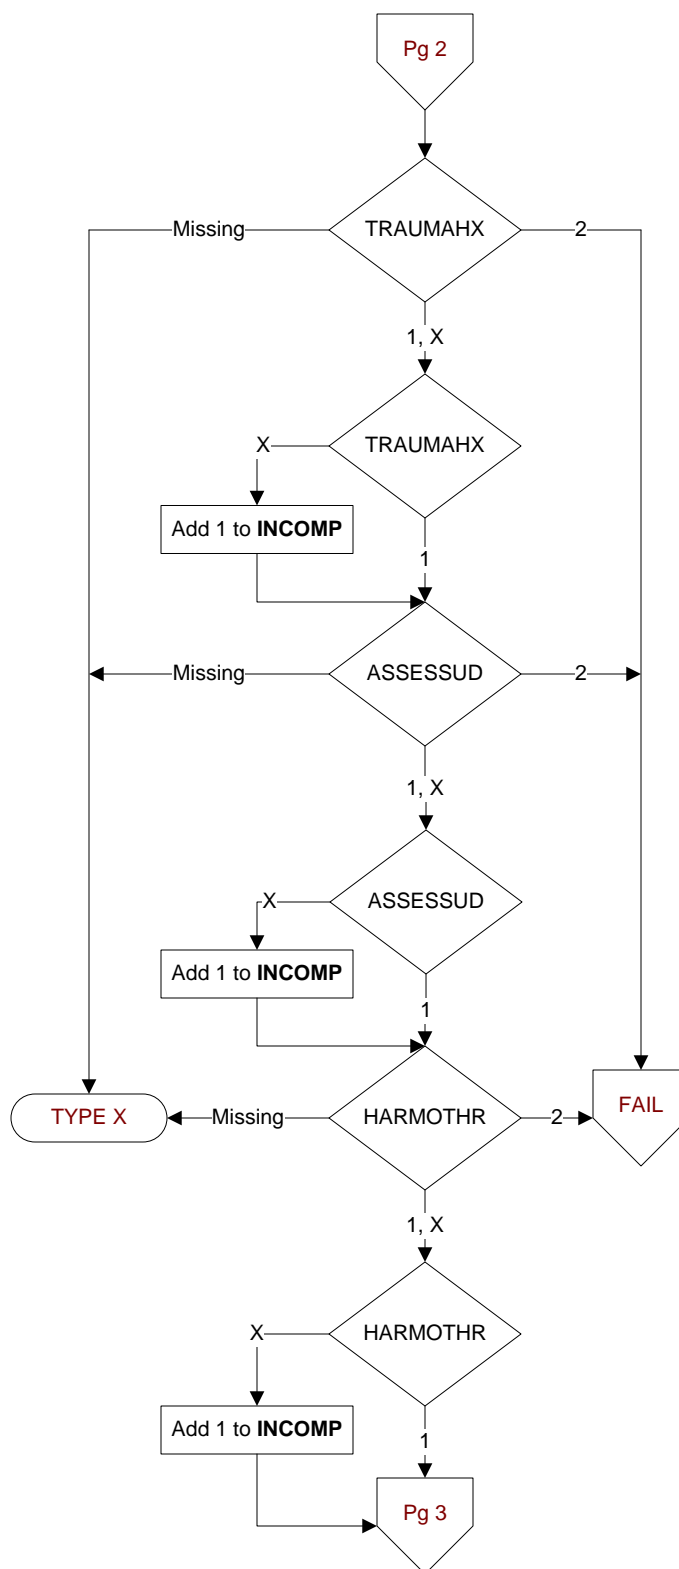 Pg 2
Missing
TRAUMAHX
2
1, X
X
TRAUMAHX
Add 1 to INCOMP
1
Missing
ASSESSUD
2
1, X
X
ASSESSUD
Add 1 to INCOMP
1
TYPE X
Missing
HARMOTHR
2
FAIL
1, X
X
HARMOTHR
Add 1 to INCOMP
1
Pg 3